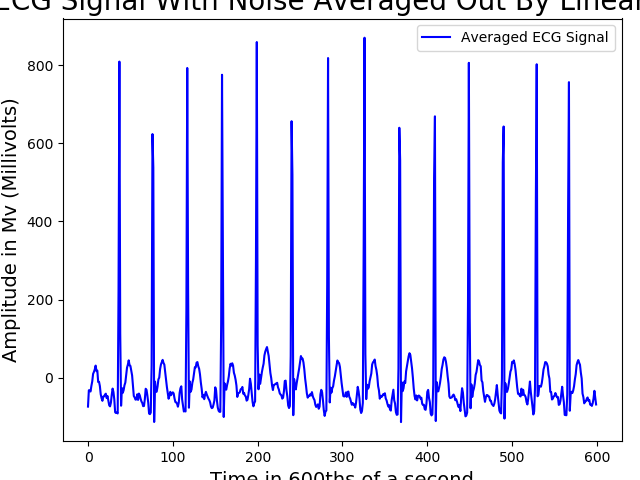 ECG Signal With Noise Averaged Out By Linear
Averaged ECG Signal
800
600
400
200
0
Amplitude in Mv (Millivolts)
0 100 200 300 400 500 600
Time in 600ths of a second